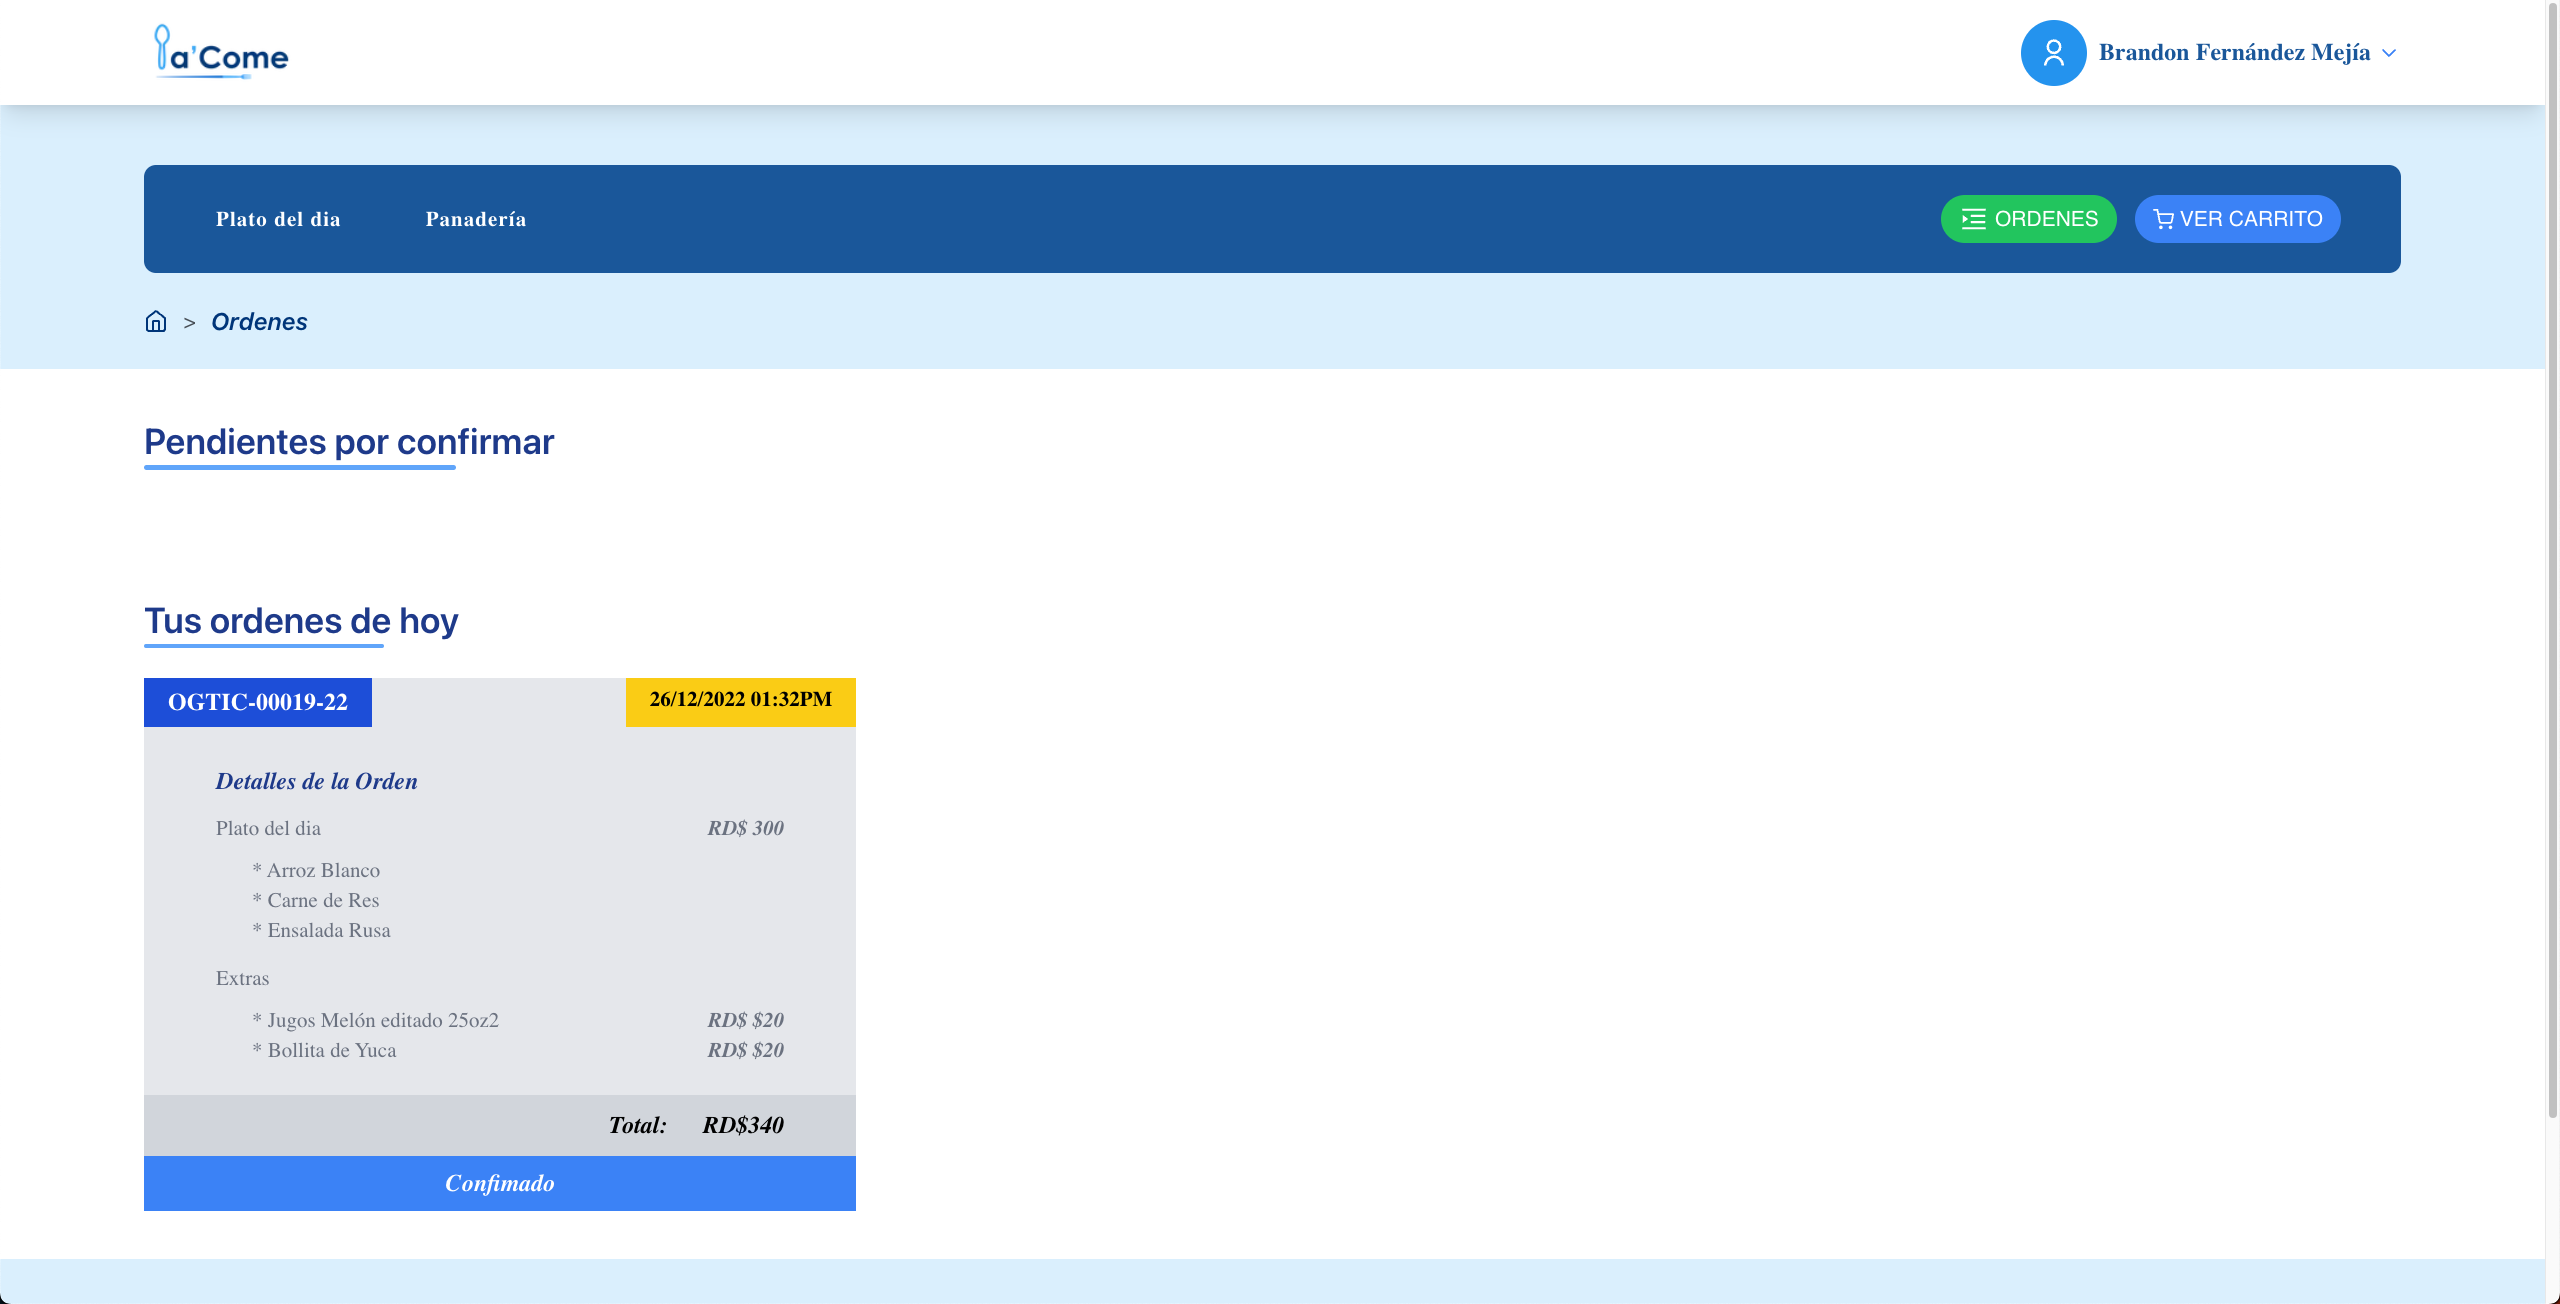 a'Come
Brandon Fernández Mejía
Plato del dia
Panadería
ORDENES
VER CARRITO
> Ordenes
Pendientes por confirmar
Tus ordenes de hoy
OGTIC-00019-22
26/12/2022 01:32PM
Detalles de la Orden
Plato del dia RD$ 300
* Arroz Blanco
* Carne de Res
* Ensalada Rusa
Extras
* Jugos Melón editado 25oz2 RD$ $20
* Bollita de Yuca RD$ $20
Total: RD$340
Confimado